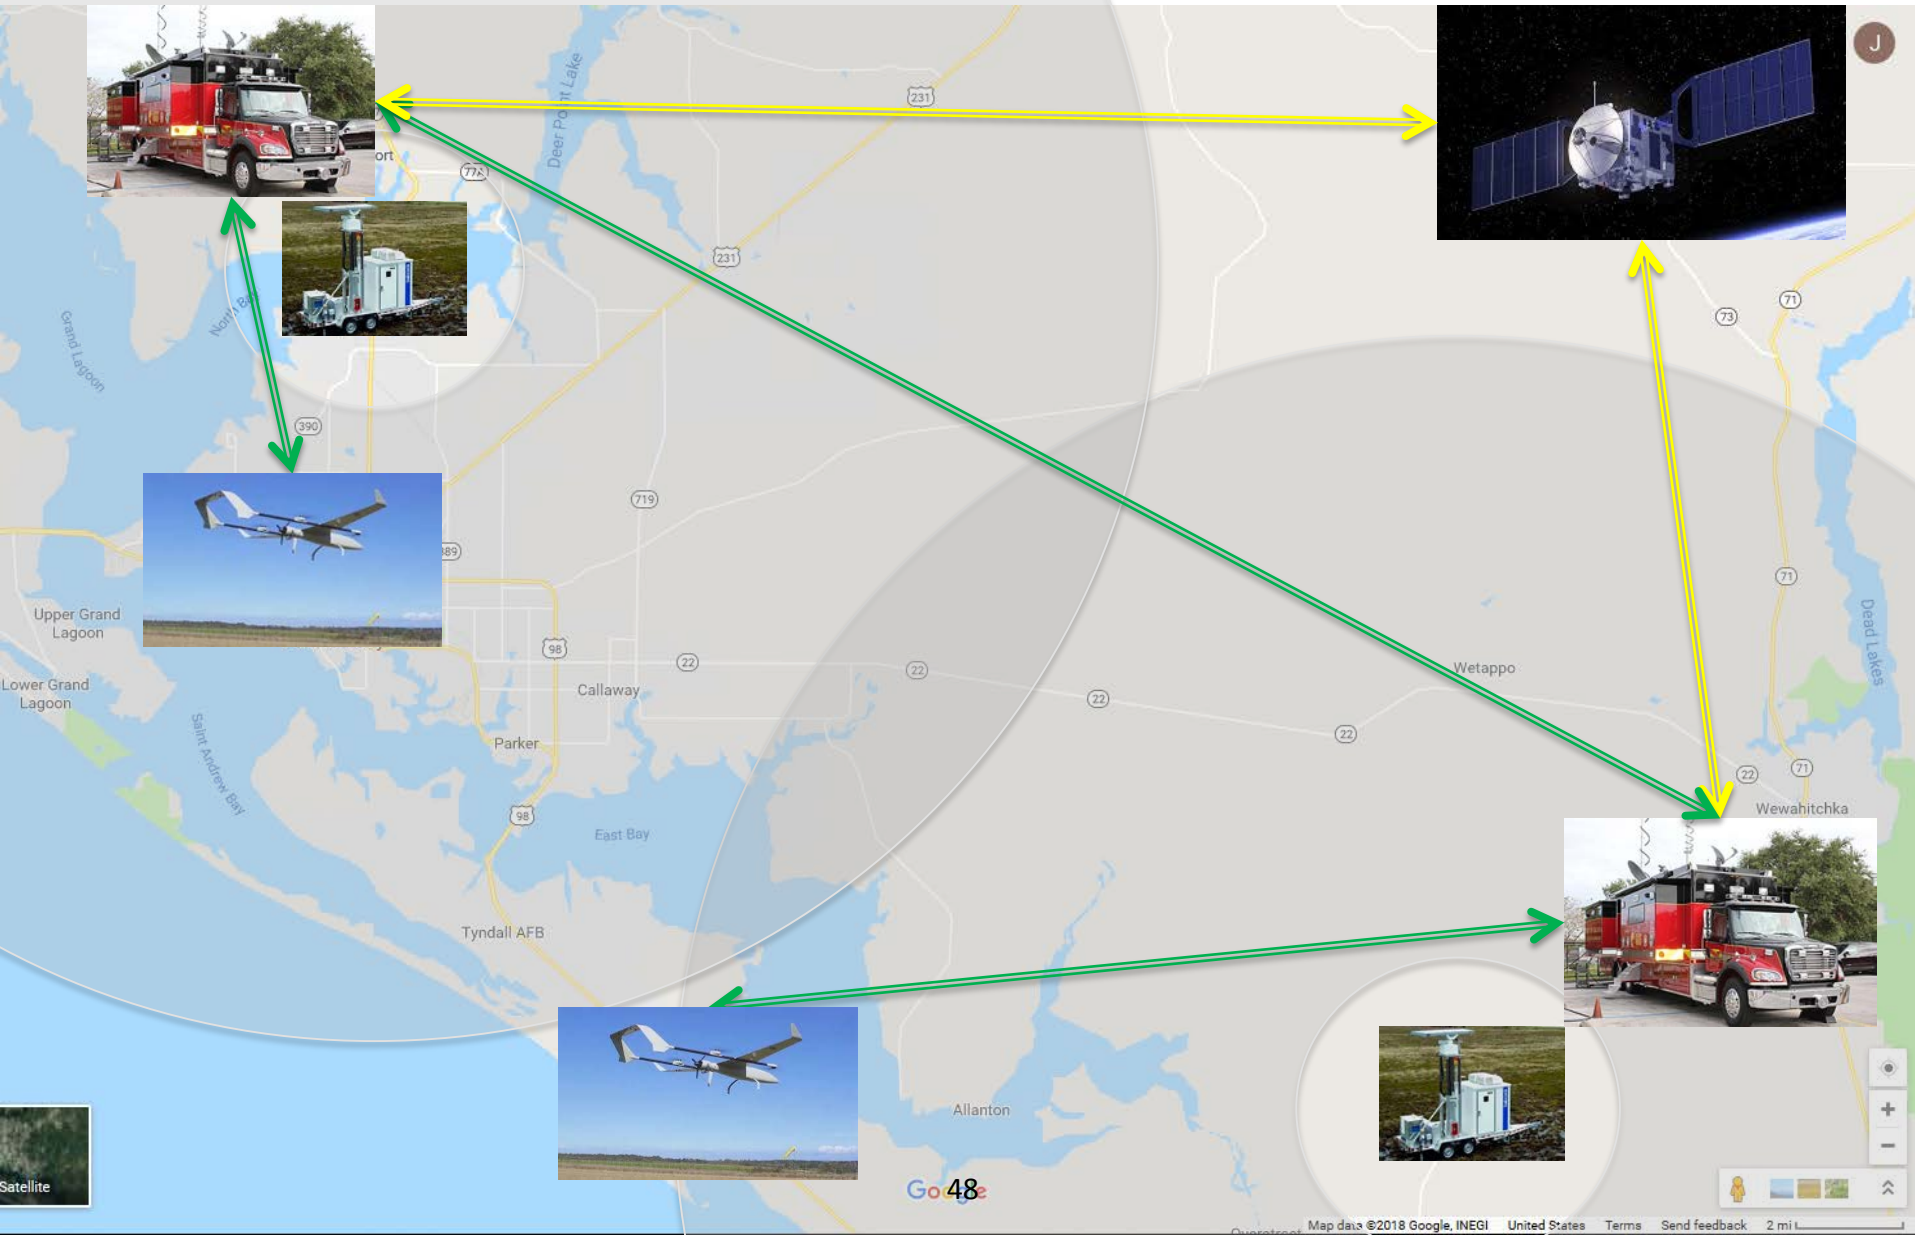 J
231
Deer Point Lake
ort
77A
231
71
73
North Bay
Grand Lagoon
390
719
389
71
Upper Grand
Lagoon
98
22
22
Wetappo
Dead Lakes
Lower Grand
Lagoon
Callaway
22
Saint Andrew Bay
Parker
22
22
71
98
East Bay
Wewahitchka
Tyndall AFB
Allanton
Satellite
Google
48
Overstreet
Map data ©2018 Google, INEGI United States Terms Send feedback 2 mi